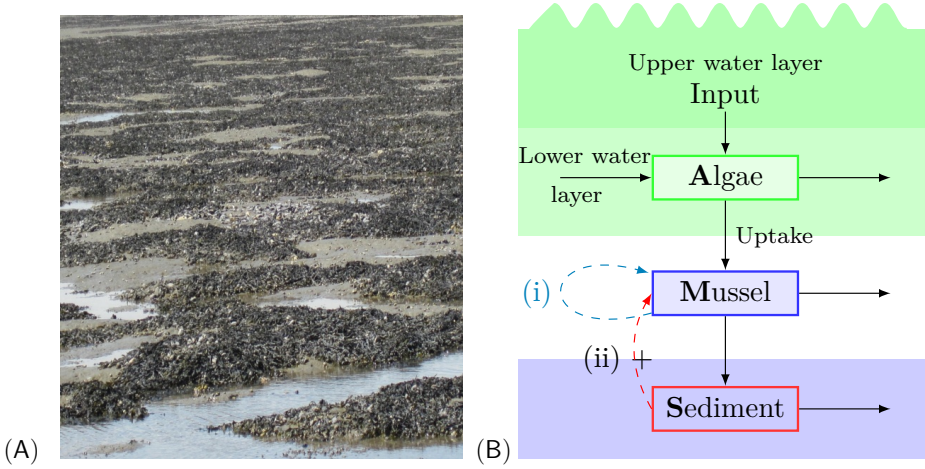 Upper water layer
Input
Lower water
layer
Algae
Uptake
(i)
Mussel
(ii)
+
Sediment
(A)
(B)